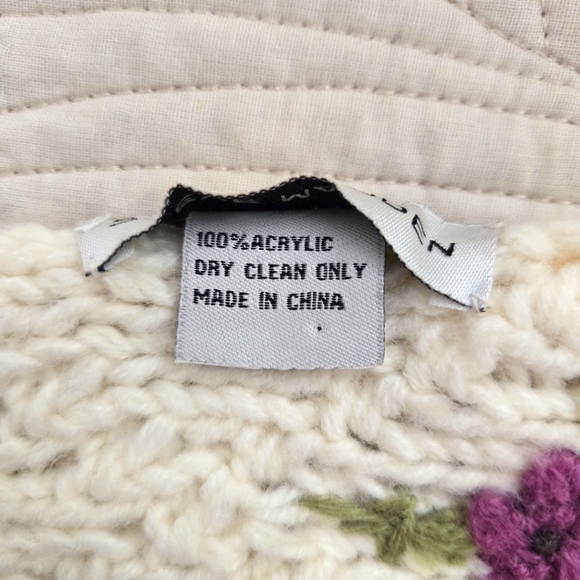 100% ACRYLIC
DRY CLEAN ONLY
MADE IN CHINA